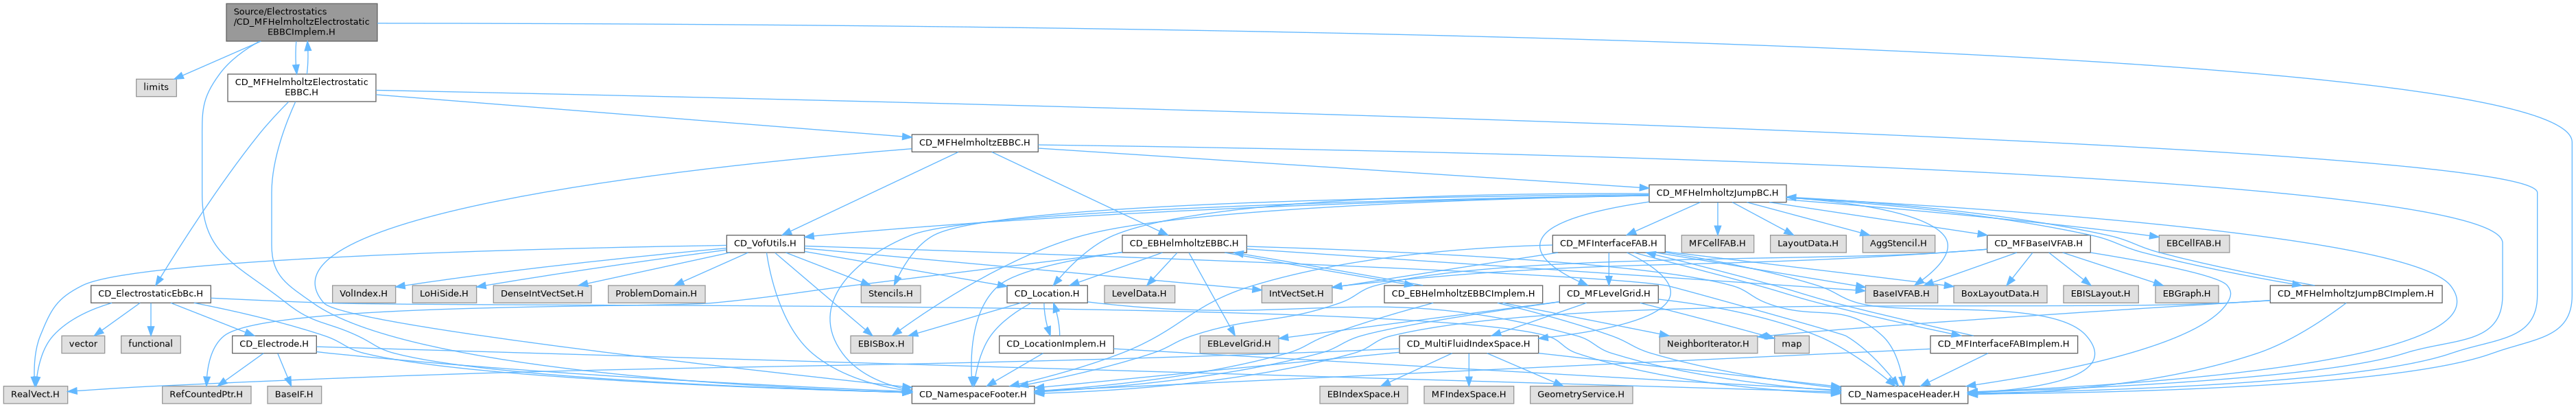 Source/Electrostatics
/CD_MFHelmholtzElectrostatic
EBBCImplem.H
limits
CD_MFHelmholtzElectrostatic
EBBC.H
CD_MFHelmholtzEBBC.H
CD_MFHelmholtzJumpBC.H
CD_VofUtils.H
CD_EBHelmholtzEBBC.H
CD_MFInterfaceFAB.H
MFCellFAB.H
LayoutData.H
AggStencil.H
CD_MFBaseIVFAB.H
EBCellFAB.H
CD_ElectrostaticEbBc.H
VolIndex.H
LoHiSide.H
DenseIntVectSet.H
ProblemDomain.H
Stencils.H
CD_Location.H
LevelData.H
IntVectSet.H
CD_EBHelmholtzEBBCImplem.H
CD_MFLevelGrid.H
BaseIVFAB.H
BoxLayoutData.H
EBISLayout.H
EBGraph.H
CD_MFHelmholtzJumpBCImplem.H
vector
functional
CD_Electrode.H
EBISBox.H
CD_LocationImplem.H
EBLevelGrid.H
CD_MultiFluidIndexSpace.H
NeighborIterator.H
map
CD_MFInterfaceFABImplem.H
RealVect.H
RefCountedPtr.H
BaseIF.H
CD_NamespaceFooter.H
EBIndexSpace.H
MFIndexSpace.H
GeometryService.H
CD_NamespaceHeader.H